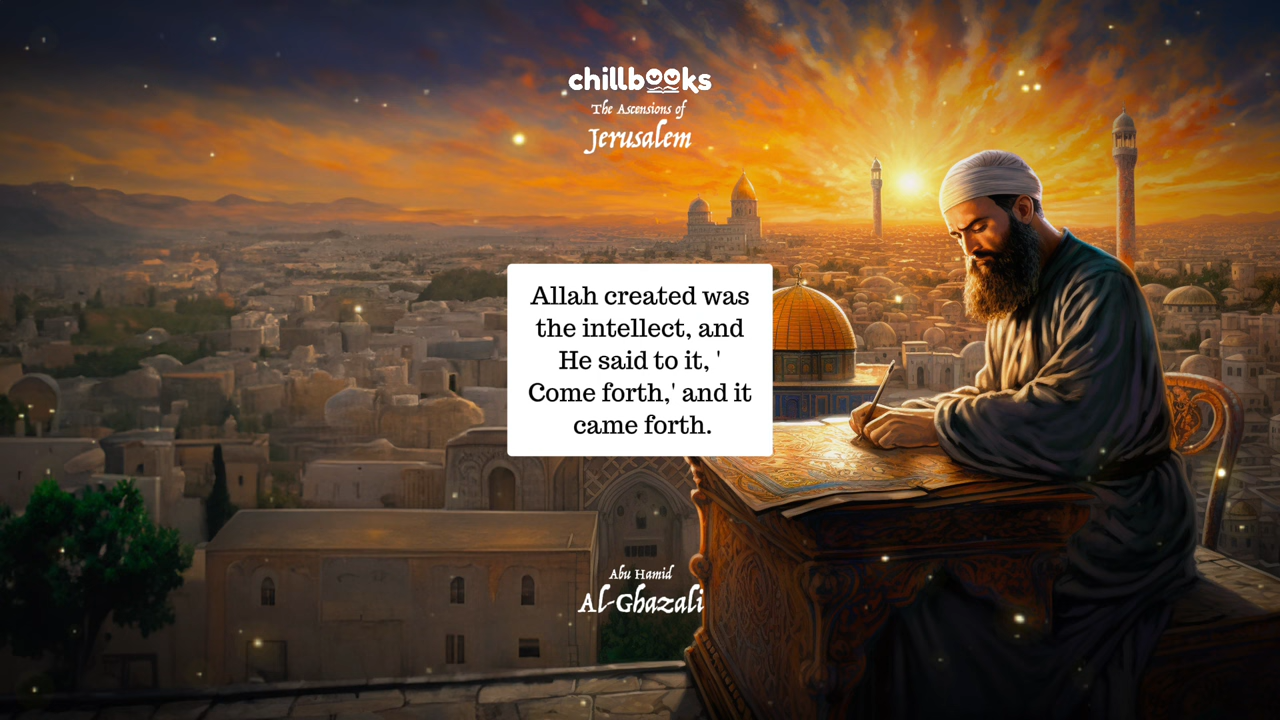 chillbooks
The Ascensions of
Jerusalem
Allah created was
the intellect, and
He said to it, '
Come forth,' and it
came forth.
Abu Hamid
Al-Ghazali